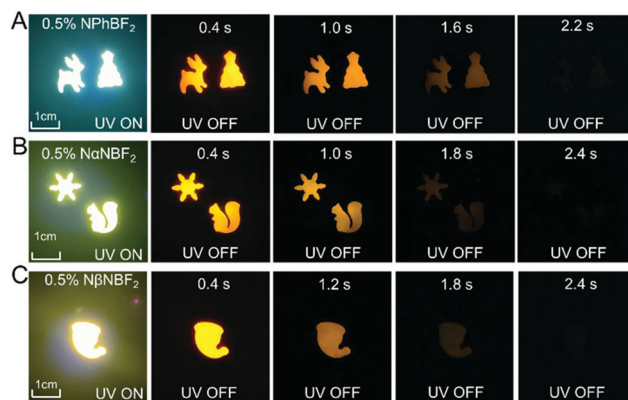 A
0.5% NPhBF₂
0.4 s
1.0 s
1.6 s
2.2 s
1cm
UV ON
UV OFF
UV OFF
UV OFF
UV OFF
B
0.5% NαNBF₂
0.4 s
1.0 s
1.8 s
2.4 s
1cm
UV ON
UV OFF
UV OFF
UV OFF
UV OFF
C
0.5% NβNBF₂
0.4 s
1.2 s
1.8 s
2.4 s
1cm
UV ON
UV OFF
UV OFF
UV OFF
UV OFF